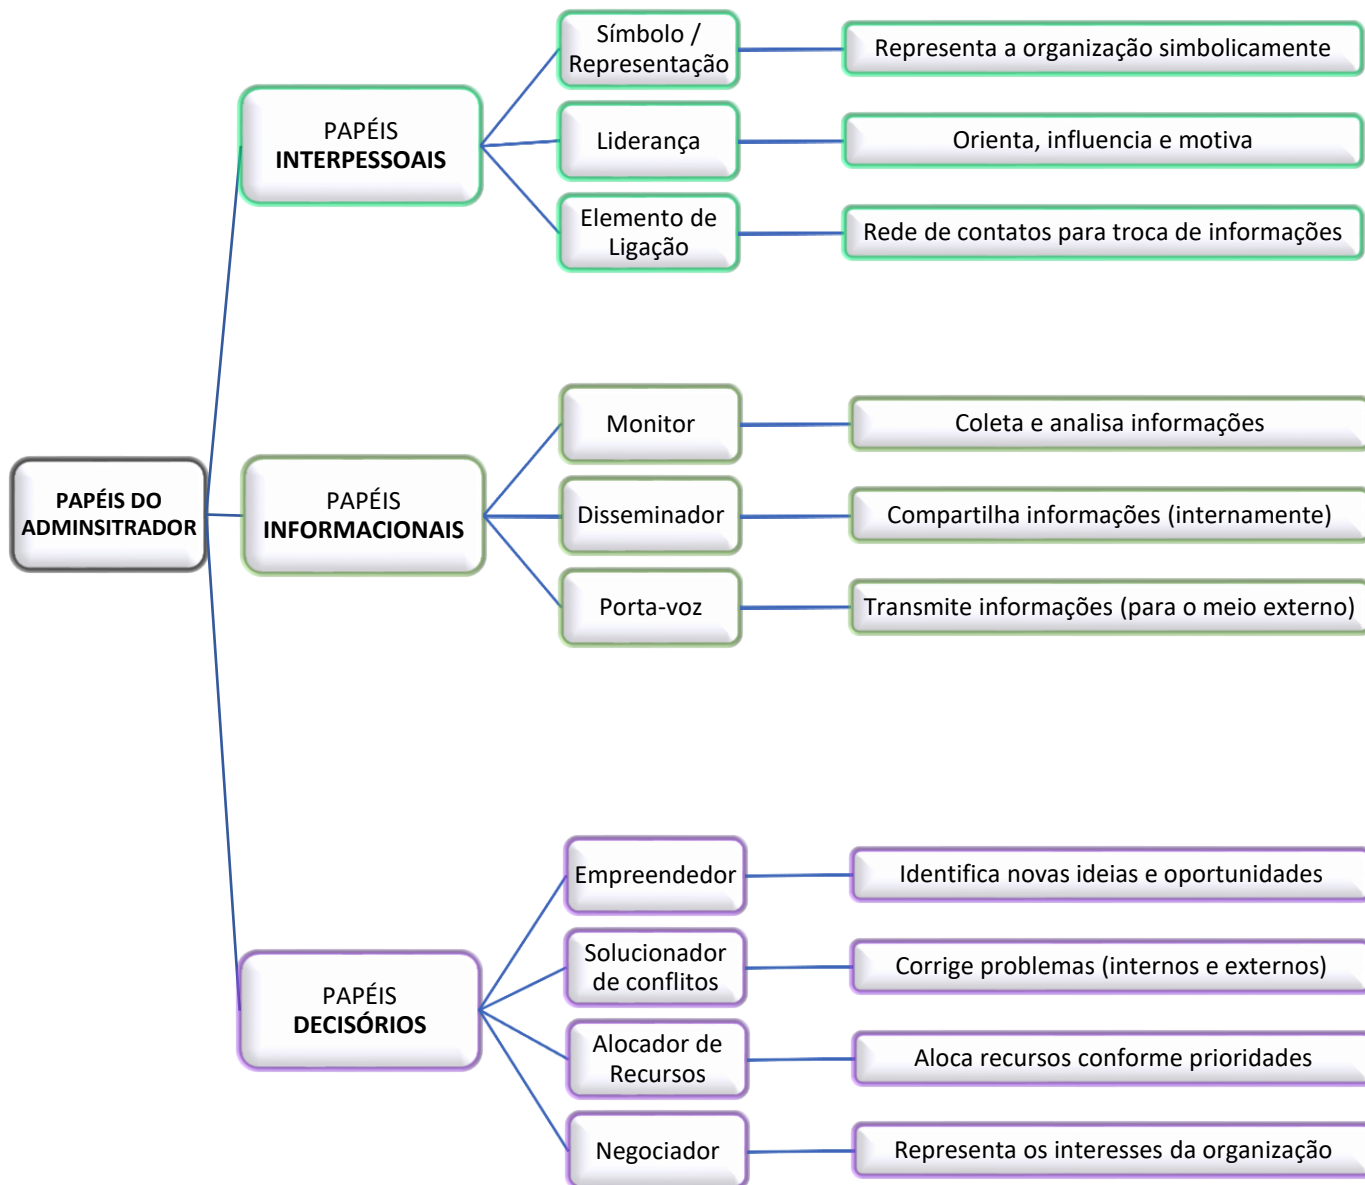 PAPÉIS DO
ADMINSITRADOR
PAPÉIS
INTERPESSOAIS
Símbolo /
Representação
Representa a organização simbolicamente
Liderança
Orienta, influencia e motiva
Elemento de
Ligação
Rede de contatos para troca de informações
PAPÉIS
INFORMACIONAIS
Monitor
Coleta e analisa informações
Disseminador
Compartilha informações (internamente)
Porta-voz
Transmite informações (para o meio externo)
PAPÉIS
DECISÓRIOS
Empreendedor
Identifica novas ideias e oportunidades
Solucionador
de conflitos
Corrige problemas (internos e externos)
Alocador de
Recursos
Aloca recursos conforme prioridades
Negociador
Representa os interesses da organização